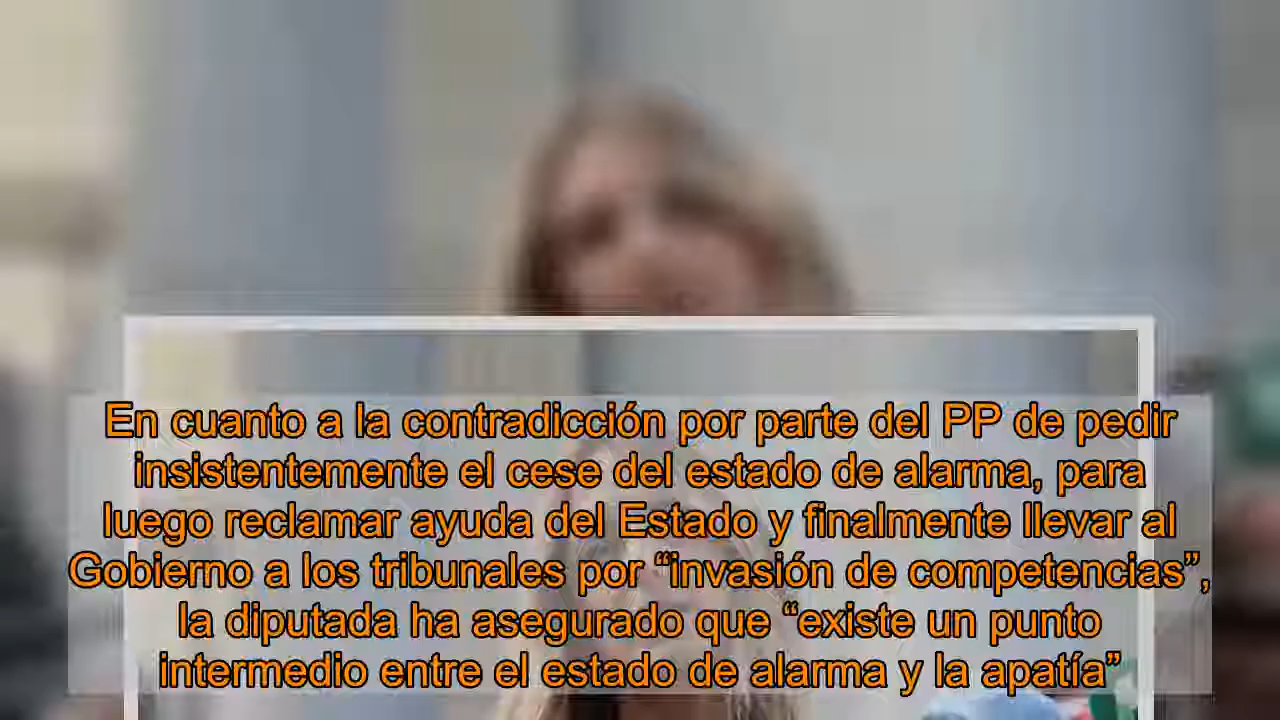 En cuanto a la contradicción por parte del PP de pedir
insistentemente el cese del estado de alarma, para
luego reclamar ayuda del Estado y finalmente llevar al
Gobierno a los tribunales por “invasión de competencias”,
la diputada ha asegurado que “existe un punto
intermedio entre el estado de alarma y la apatía”